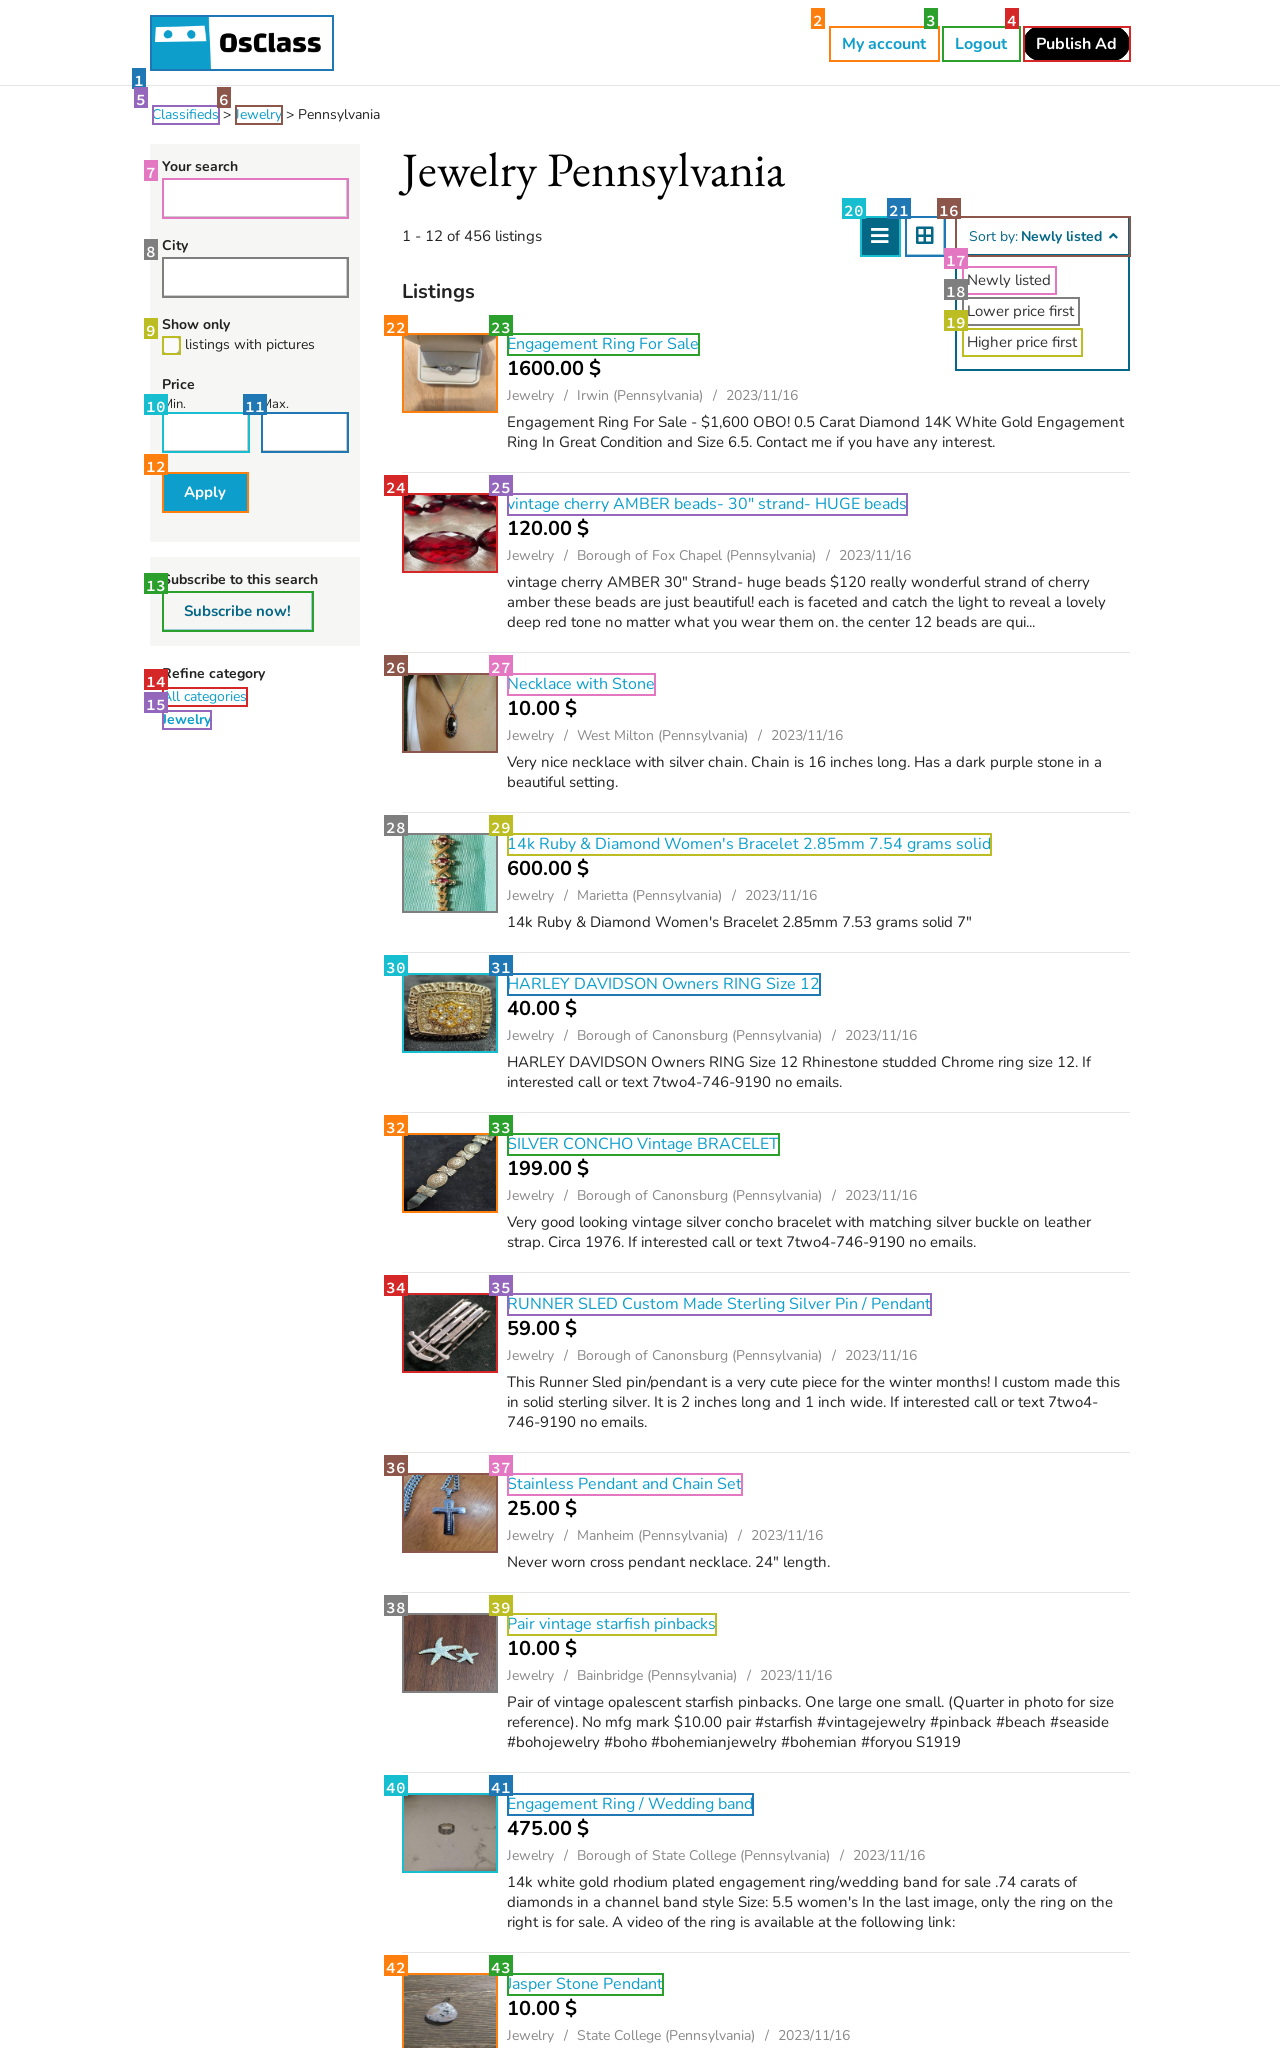 OsClass
2
My account
3
Logout
4
Publish Ad
1
5
Classifieds > 6 Jewelry > Pennsylvania
7
Your search
8
City
9
Show only
listings with pictures
Price
10
Min.
11
Max.
12
Apply
13
Subscribe to this search
Subscribe now!
Refine category
14
All categories
15
Jewelry
Jewelry Pennsylvania
1 - 12 of 456 listings
20
21
16
Sort by: Newly listed
17
Newly listed
18
Lower price first
19
Higher price first
Listings
22
23
Engagement Ring For Sale
1600.00 $
Jewelry / Irwin (Pennsylvania) / 2023/11/16
Engagement Ring For Sale - $1,600 OBO! 0.5 Carat Diamond 14K White Gold Engagement
Ring In Great Condition and Size 6.5. Contact me if you have any interest.
24
25
vintage cherry AMBER beads- 30" strand- HUGE beads
120.00 $
Jewelry / Borough of Fox Chapel (Pennsylvania) / 2023/11/16
vintage cherry AMBER 30" Strand- huge beads $120 really wonderful strand of cherry
amber these beads are just beautiful! each is faceted and catch the light to reveal a lovely
deep red tone no matter what you wear them on. the center 12 beads are qui...
26
27
Necklace with Stone
10.00 $
Jewelry / West Milton (Pennsylvania) / 2023/11/16
Very nice necklace with silver chain. Chain is 16 inches long. Has a dark purple stone in a
beautiful setting.
28
29
14k Ruby & Diamond Women's Bracelet 2.85mm 7.54 grams solid
600.00 $
Jewelry / Marietta (Pennsylvania) / 2023/11/16
14k Ruby & Diamond Women's Bracelet 2.85mm 7.53 grams solid 7"
30
31
HARLEY DAVIDSON Owners RING Size 12
40.00 $
Jewelry / Borough of Canonsburg (Pennsylvania) / 2023/11/16
HARLEY DAVIDSON Owners RING Size 12 Rhinestone studded Chrome ring size 12. If
interested call or text 7two4-746-9190 no emails.
32
33
SILVER CONCHO Vintage BRACELET
199.00 $
Jewelry / Borough of Canonsburg (Pennsylvania) / 2023/11/16
Very good looking vintage silver concho bracelet with matching silver buckle on leather
strap. Circa 1976. If interested call or text 7two4-746-9190 no emails.
34
35
RUNNER SLED Custom Made Sterling Silver Pin / Pendant
59.00 $
Jewelry / Borough of Canonsburg (Pennsylvania) / 2023/11/16
This Runner Sled pin/pendant is a very cute piece for the winter months! I custom made this
in solid sterling silver. It is 2 inches long and 1 inch wide. If interested call or text 7two4-
746-9190 no emails.
36
37
Stainless Pendant and Chain Set
25.00 $
Jewelry / Manheim (Pennsylvania) / 2023/11/16
Never worn cross pendant necklace. 24" length.
38
39
Pair vintage starfish pinbacks
10.00 $
Jewelry / Bainbridge (Pennsylvania) / 2023/11/16
Pair of vintage opalescent starfish pinbacks. One large one small. (Quarter in photo for size
reference). No mfg mark $10.00 pair #starfish #vintagejewelry #pinback #beach #seaside
#bohojewelry #boho #bohemianjewelry #bohemian #foryou S1919
40
41
Engagement Ring / Wedding band
475.00 $
Jewelry / Borough of State College (Pennsylvania) / 2023/11/16
14k white gold rhodium plated engagement ring/wedding band for sale .74 carats of
diamonds in a channel band style Size: 5.5 women's In the last image, only the ring on the
right is for sale. A video of the ring is available at the following link:
42
43
Jasper Stone Pendant
10.00 $
Jewelry / State College (Pennsylvania) / 2023/11/16